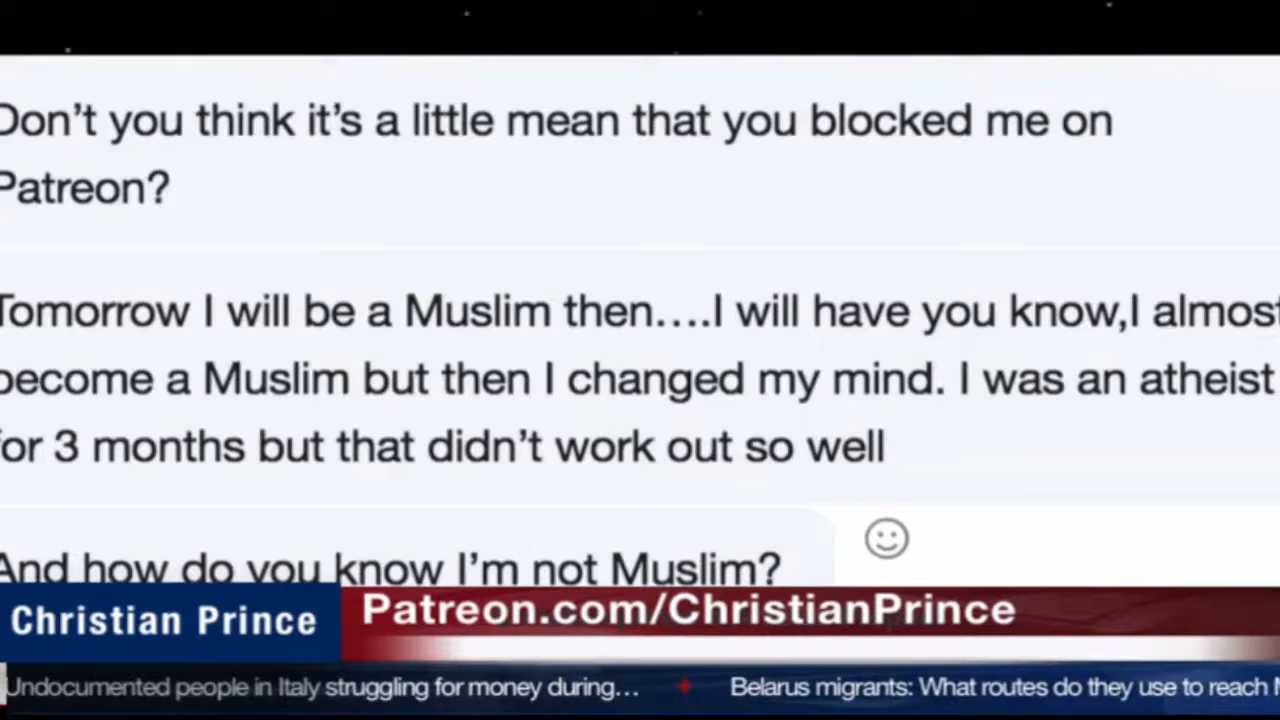 Don't you think it's a little mean that you blocked me on
Patreon?
Tomorrow I will be a Muslim then....I will have you know,I almost
become a Muslim but then I changed my mind. I was an atheist
for 3 months but that didn't work out so well
And how do you know I'm not Muslim?
Christian Prince
Patreon.com/ChristianPrince
Undocumented people in Italy struggling for money during...
Belarus migrants: What routes do they use to reach